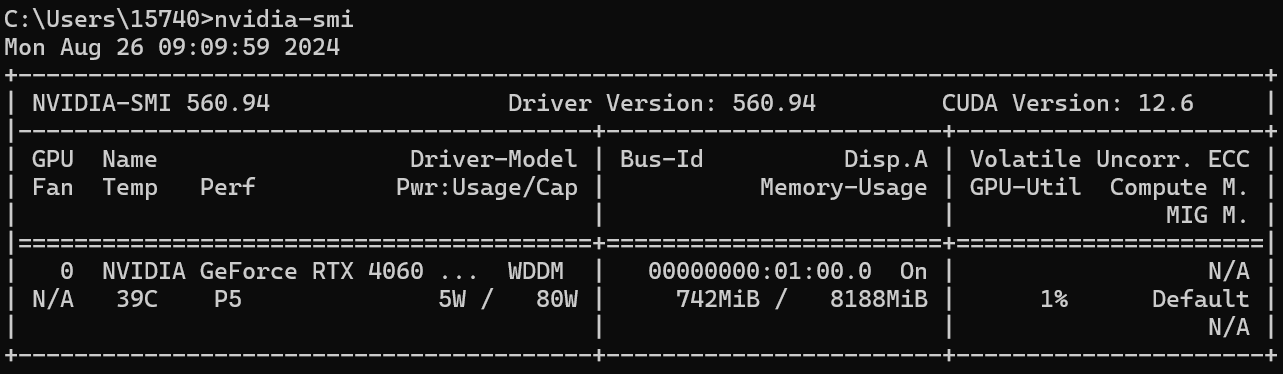 C:\Users\15740>nvidia-smi
Mon Aug 26 09:09:59 2024
+-----------------------------------------------------------------------------------------+
| NVIDIA-SMI 560.94                 Driver Version: 560.94         CUDA Version: 12.6     |
|-----------------------------------------+------------------------+----------------------+
| GPU  Name                  Driver-Model | Bus-Id          Disp.A | Volatile Uncorr. ECC |
| Fan  Temp   Perf          Pwr:Usage/Cap |           Memory-Usage | GPU-Util  Compute M. |
|                                         |                        |               MIG M. |
|=========================================+========================+======================|
|   0  NVIDIA GeForce RTX 4060 ...  WDDM  |   00000000:01:00.0  On |                  N/A |
| N/A   39C    P5              5W /   80W |     742MiB /   8188MiB |      1%      Default |
|                                         |                        |                  N/A |
+-----------------------------------------+------------------------+----------------------+